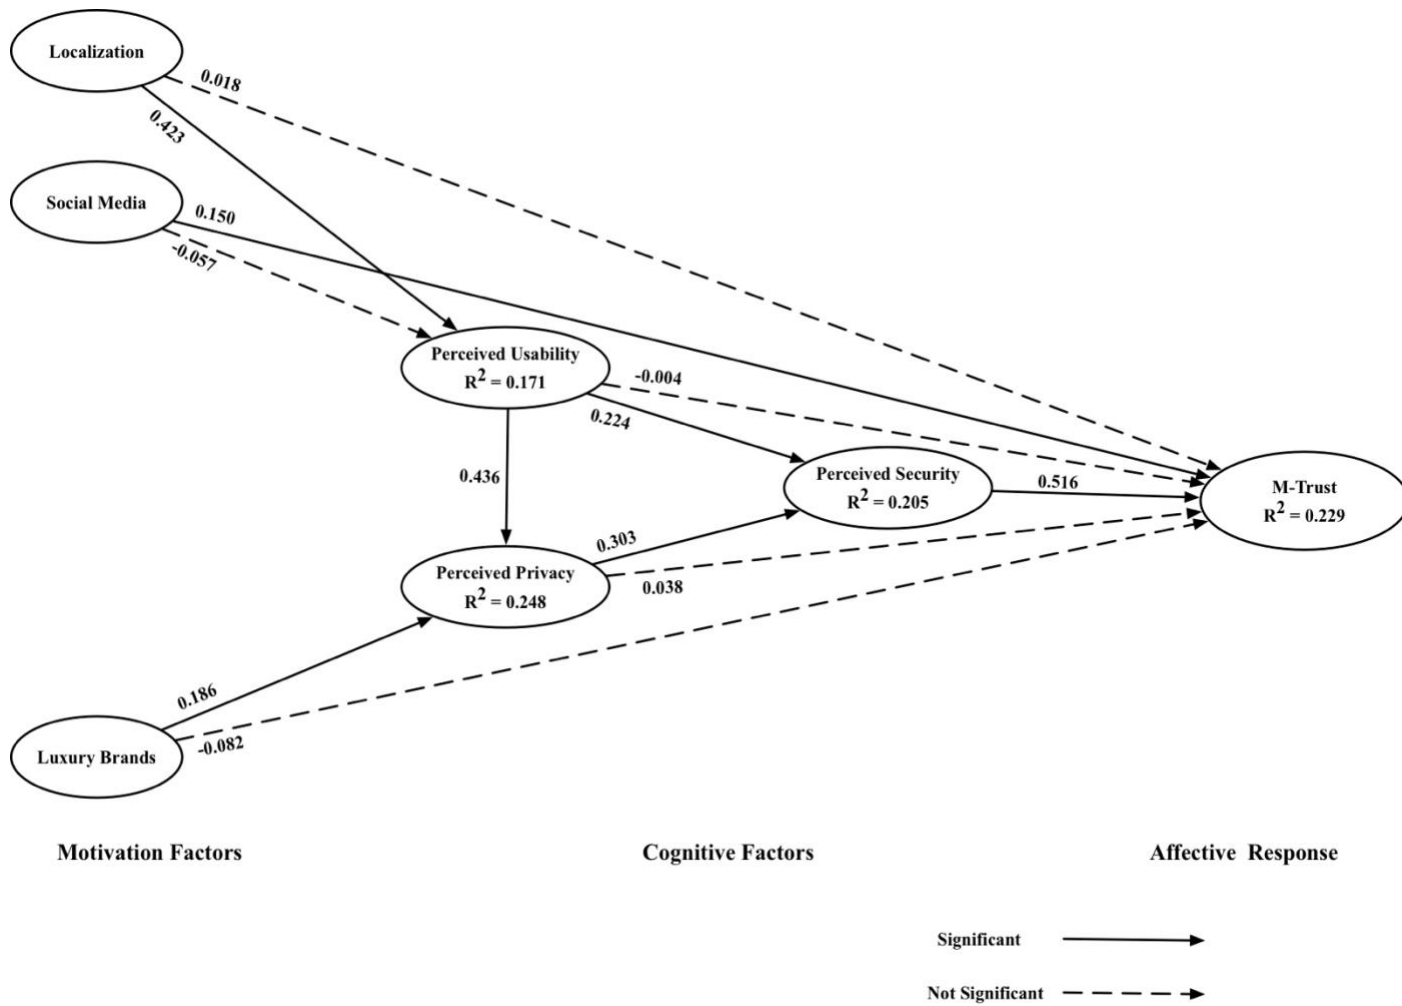 Localization
0.018
0.423
Social Media
0.150
-0.057
Perceived Usability
R² = 0.171
-0.004
0.224
0.436
Perceived Security
R² = 0.205
0.516
M-Trust
R² = 0.229
0.303
Perceived Privacy
R² = 0.248
0.038
0.186
Luxury Brands
-0.082
Motivation Factors
Cognitive Factors
Affective Response
Significant
Not Significant